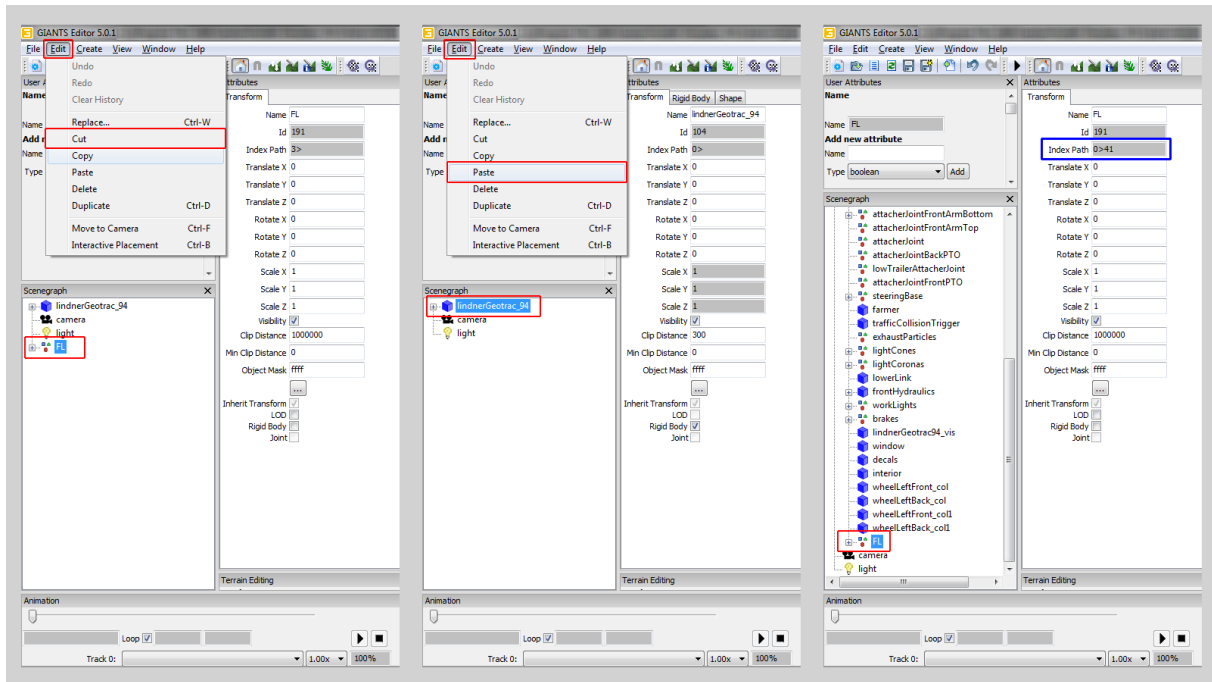 GIANTS Editor 5.0.1
File Edit Create View Window Help
Undo
Redo
Clear History
Replace... Ctrl-W
Cut
Copy
Paste
Delete
Duplicate Ctrl-D
Move to Camera Ctrl-F
Interactive Placement Ctrl-B
User A
Name
Name
Add n
Name
Type
Scenegraph X
lindnerGeotrac_94
camera
light
FL
ttributes
Transform
Name FL
Id 191
Index Path 3>
Translate X 0
Translate Y 0
Translate Z 0
Rotate X 0
Rotate Y 0
Rotate Z 0
Scale X 1
Scale Y 1
Scale Z 1
Visibility
Clip Distance 1000000
Min Clip Distance 0
Object Mask ffff
...
Inherit Transform
LOD
Rigid Body
Joint
Terrain Editing
Animation
Loop
Track 0: 1.00x 100%
GIANTS Editor 5.0.1
File Edit Create View Window Help
Undo
Redo
Clear History
Replace... Ctrl-W
Cut
Copy
Paste
Delete
Duplicate Ctrl-D
Move to Camera Ctrl-F
Interactive Placement Ctrl-B
User A
Name
Name
Add n
Name
Type
Scenegraph X
lindnerGeotrac_94
camera
light
ttributes
Transform Rigid Body Shape
Name lindnerGeotrac_94
Id 104
Index Path 0>
Translate X 0
Translate Y 0
Translate Z 0
Rotate X 0
Rotate Y 0
Rotate Z 0
Scale X 1
Scale Y 1
Scale Z 1
Visibility
Clip Distance 300
Min Clip Distance 0
Object Mask ffff
...
Inherit Transform
LOD
Rigid Body
Joint
Terrain Editing
Animation
Loop
Track 0: 1.00x 100%
GIANTS Editor 5.0.1
File Edit Create View Window Help
User Attributes X
Name
Name FL
Add new attribute
Name
Type boolean Add
Scenegraph X
attacherJointFrontArmBottom
attacherJointFrontArmTop
attacherJoint
attacherJointBackPTO
lowTrailerAttacherJoint
attacherJointFrontPTO
steeringBase
farmer
trafficCollisionTrigger
exhaustParticles
lightCones
lightCoronas
lowerLink
frontHydraulics
workLights
brakes
lindnerGeotrac94_vis
window
decals
interior
wheelLeftFront_col
wheelLeftBack_col
wheelLeftFront_col1
wheelLeftBack_col1
FL
camera
light
Attributes
Transform
Name FL
Id 191
Index Path 0>41
Translate X 0
Translate Y 0
Translate Z 0
Rotate X 0
Rotate Y 0
Rotate Z 0
Scale X 1
Scale Y 1
Scale Z 1
Visibility
Clip Distance 1000000
Min Clip Distance 0
Object Mask ffff
...
Inherit Transform
LOD
Rigid Body
Joint
Terrain Editing
Animation
Loop
Track 0: 1.00x 100%